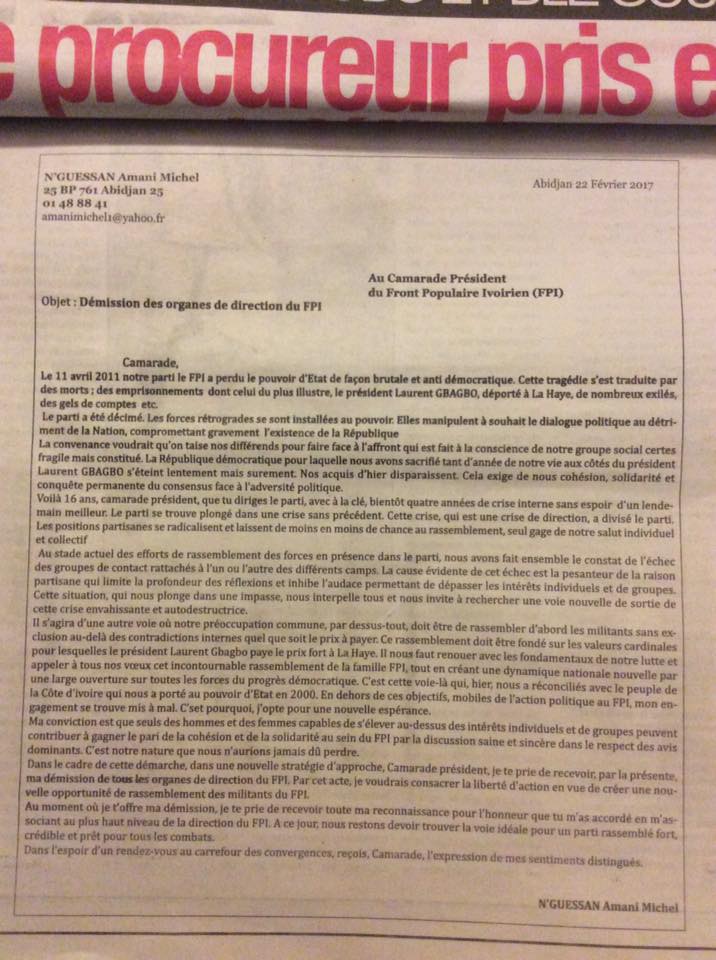 procureur pris e
N'GUESSAN Amani Michel
25 BP 761 Abidjan 25
01 48 88 41
amanimichel1@yahoo.fr
Abidjan 22 Février 2017
Au Camarade Président
du Front Populaire Ivoirien (FPI)
Objet : Démission des organes de direction du FPI
Camarade,
Le 11 avril 2011 notre parti le FPI a perdu le pouvoir d'Etat de façon brutale et anti démocratique. Cette tragédie s'est traduite par
des morts ; des emprisonnements dont celui du plus illustre, le président Laurent GBAGBO, déporté à La Haye, de nombreux exilés,
des gels de comptes etc.
Le parti a été décimé. Les forces rétrogrades se sont installées au pouvoir. Elles manipulent à souhait le dialogue politique au détri-
ment de la Nation, compromettant gravement l'existence de la République
La convenance voudrait qu'on taise nos différends pour faire face à l'affront qui est fait à la conscience de notre groupe social certes
fragile mais constitué. La République démocratique pour laquelle nous avons sacrifié tant d'année de notre vie aux côtés du président
Laurent GBAGBO s'éteint lentement mais surement. Nos acquis d'hier disparaissent. Cela exige de nous cohésion, solidarité et
conquête permanente du consensus face à l'adversité politique.
Voilà 16 ans, camarade président, que tu diriges le parti, avec à la clé, bientôt quatre années de crise interne sans espoir d'un lende-
main meilleur. Le parti se trouve plongé dans une crise sans précédent. Cette crise, qui est une crise de direction, a divisé le parti.
Les positions partisanes se radicalisent et laissent de moins en moins de chance au rassemblement, seul gage de notre salut individuel
et collectif
Au stade actuel des efforts de rassemblement des forces en présence dans le parti, nous avons fait ensemble le constat de l'échec
des groupes de contact rattachés à l'un ou l'autre des différents camps. La cause évidente de cet échec est la pesanteur de la raison
partisane qui limite la profondeur des réflexions et inhibe l'audace permettant de dépasser les intérêts individuels et de groupes.
Cette situation, qui nous plonge dans une impasse, nous interpelle tous et nous invite à rechercher une voie nouvelle de sortie de
cette crise envahissante et autodestructrice.
Il s'agira d'une autre voie où notre préoccupation commune, par dessus-tout, doit être de rassembler d'abord les militants sans ex-
clusion au-delà des contradictions internes quel que soit le prix à payer. Ce rassemblement doit être fondé sur les valeurs cardinales
pour lesquelles le président Laurent Gbagbo paye le prix fort à La Haye. Il nous faut renouer avec les fondamentaux de notre lutte et
appeler à tous nos vœux cet incontournable rassemblement de la famille FPI, tout en créant une dynamique nationale nouvelle par
une large ouverture sur toutes les forces du progrès démocratique. C'est cette voie-là qui, hier, nous a réconciliés avec le peuple de
la Côte d'ivoire qui nous a porté au pouvoir d'Etat en 2000. En dehors de ces objectifs, mobiles de l'action politique au FPI, mon en-
gagement se trouve mis à mal. C'set pourquoi, j'opte pour une nouvelle espérance.
Ma conviction est que seuls des hommes et des femmes capables de s'élever au-dessus des intérêts individuels et de groupes peuvent
contribuer à gagner le pari de la cohésion et de la solidarité au sein du FPI par la discussion saine et sincère dans le respect des avis
dominants. C'est notre nature que nous n'aurions jamais dû perdre.
Dans le cadre de cette démarche, dans une nouvelle stratégie d'approche, Camarade président, je te prie de recevoir, par la présente,
ma démission de tous les organes de direction du FPI. Par cet acte, je voudrais consacrer la liberté d'action en vue de créer une nou-
velle opportunité de rassemblement des militants du FPI.
Au moment où je t'offre ma démission, je te prie de recevoir toute ma reconnaissance pour l'honneur que tu m'as accordé en m'as-
sociant au plus haut niveau de la direction du FPI. A ce jour, nous restons devoir trouver la voie idéale pour un parti rassemblé fort,
crédible et prêt pour tous les combats.
Dans l'espoir d'un rendez-vous au carrefour des convergences, reçois, Camarade, l'expression de mes sentiments distingués.
N'GUESSAN Amani Michel